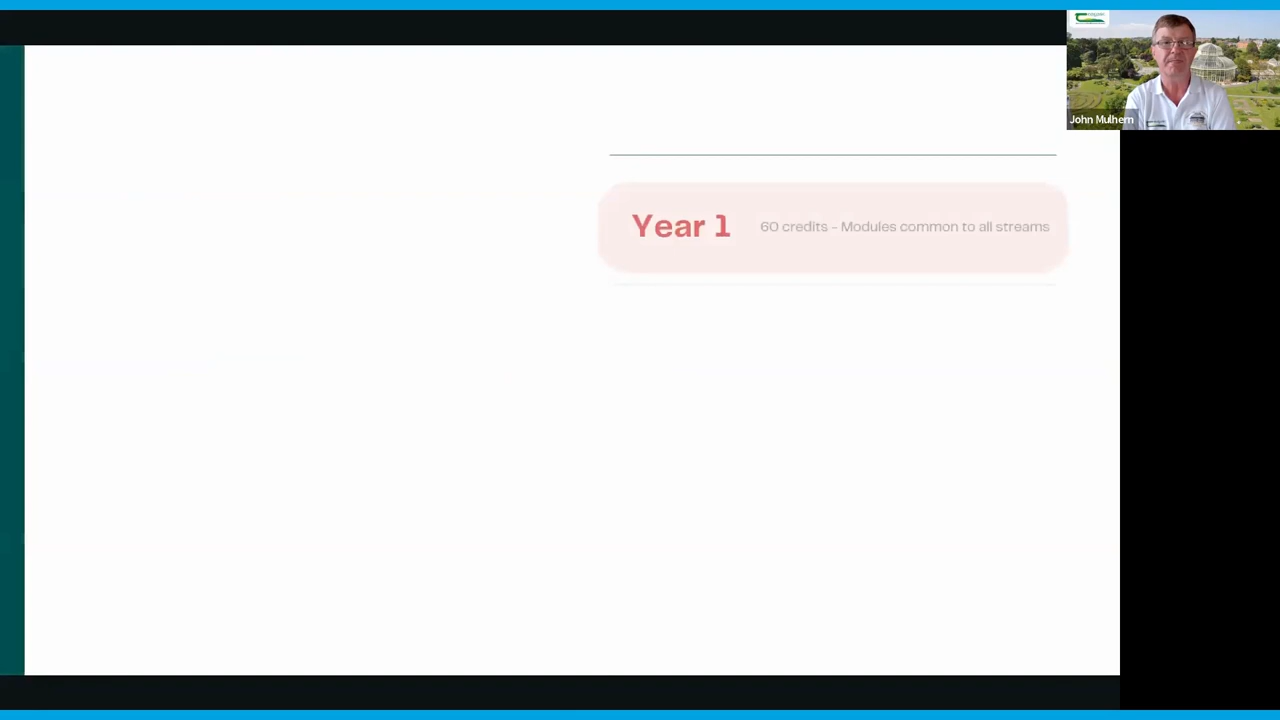 John Mulhern
Year 1
60 credits - Modules common to all streams